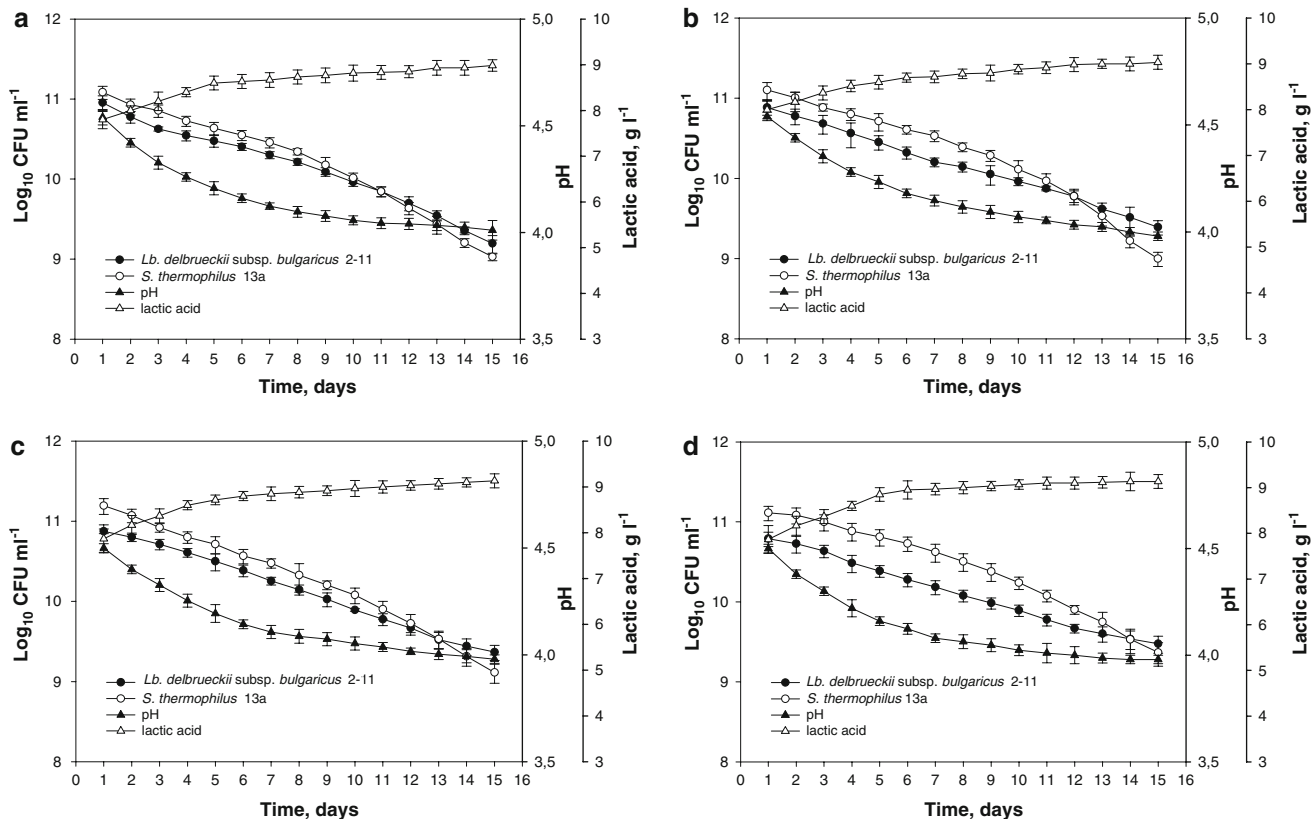 a
12
11
10
9
8
Log10 CFU ml-1
5,0
4,5
4,0
3,5
pH
10
9
8
7
6
5
4
3
Lactic acid, g l-1
Lb. delbrueckii subsp. bulgaricus 2-11
S. thermophilus 13a
pH
lactic acid
0 1 2 3 4 5 6 7 8 9 10 11 12 13 14 15 16
Time, days
b
12
11
10
9
8
Log10 CFU ml-1
5,0
4,5
4,0
3,5
pH
10
9
8
7
6
5
4
3
Lactic acid, g l-1
Lb. delbrueckii subsp. bulgaricus 2-11
S. thermophilus 13a
pH
lactic acid
0 1 2 3 4 5 6 7 8 9 10 11 12 13 14 15 16
Time, days
c
12
11
10
9
8
Log10 CFU ml-1
5,0
4,5
4,0
3,5
pH
10
9
8
7
6
5
4
3
Lactic acid, g l-1
Lb. delbrueckii subsp. bulgaricus 2-11
S. thermophilus 13a
pH
lactic acid
0 1 2 3 4 5 6 7 8 9 10 11 12 13 14 15 16
Time, days
d
12
11
10
9
8
Log10 CFU ml-1
5,0
4,5
4,0
3,5
pH
10
9
8
7
6
5
4
3
Lactic acid, g l-1
Lb. delbrueckii subsp. bulgaricus 2-11
S. thermophilus 13a
pH
lactic acid
0 1 2 3 4 5 6 7 8 9 10 11 12 13 14 15 16
Time, days